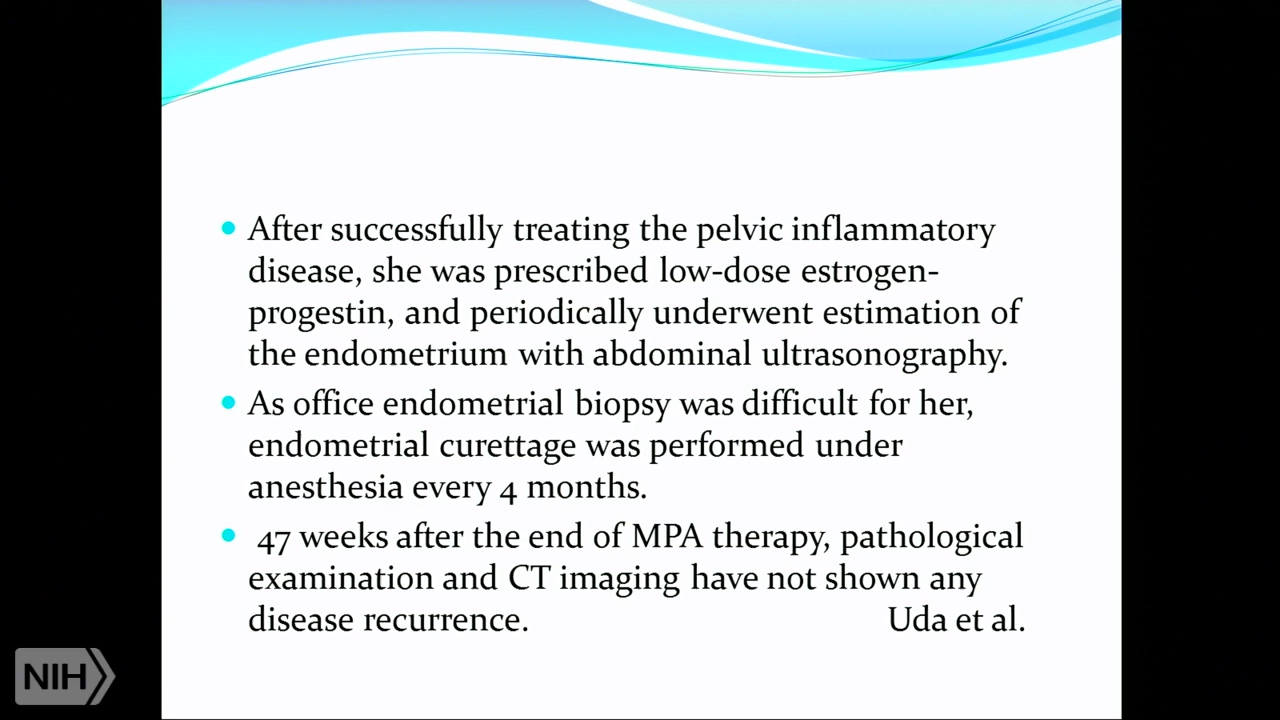 After successfully treating the pelvic inflammatory
disease, she was prescribed low-dose estrogen-
progestin, and periodically underwent estimation of
the endometrium with abdominal ultrasonography.
As office endometrial biopsy was difficult for her,
endometrial curettage was performed under
anesthesia every 4 months.
47 weeks after the end of MPA therapy, pathological
examination and CT imaging have not shown any
disease recurrence. Uda et al.
NIH